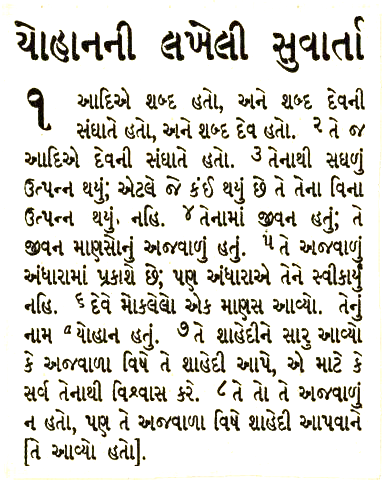 યોહાનની લખેલી સુવાર્તા
૧ આદિએ શબ્દ હતો, અને શબ્દ દેવની
સંઘાતે હતો, અને શબ્દ દેવ હતો. ૨ તે જ
આદિએ દેવની સંઘાતે હતો. ૩ તેનાથી સઘળું
ઉત્પન્ન થયું; એટલે જે કંઈ થયું છે તે તેના વિના
ઉત્પન્ન થયું નહિ. ૪ તેનામાં જીવન હતું; તે
જીવન માણસોનું અજવાળું હતું. ૫ તે અજવાળું
અંધારામાં પ્રકાશે છે; પણ અંધારાએ તેને સ્વીકાર્યું
નહિ. ૬ દેવે મોકલેલો એક માણસ આવ્યો. તેનું
નામ a યોહાન હતું. ૭ તે શાહેદીને સારુ આવ્યો
કે અજવાળા વિષે તે શાહેદી આપે, એ માટે કે
સર્વ તેનાથી વિશ્વાસ કરે. ૮ તે તો તે અજવાળું
ન હતો, પણ તે અજવાળા વિષે શાહેદી આપવાને
[તે આવ્યો હતો].